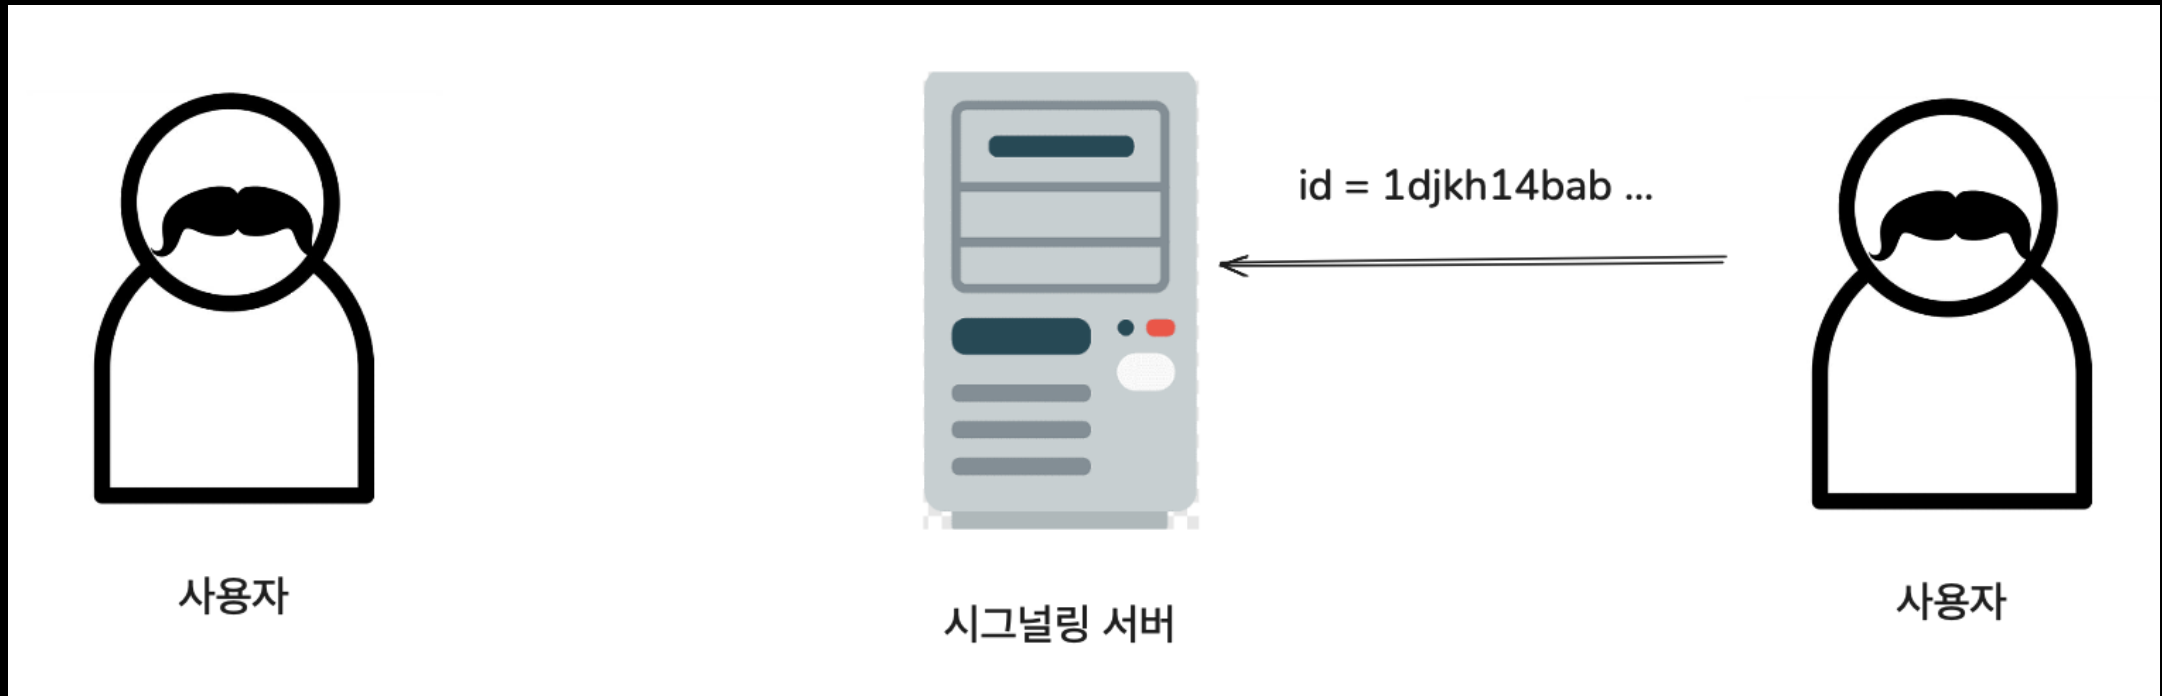 id = 1djkh14bab ...
사용자
시그널링 서버
사용자